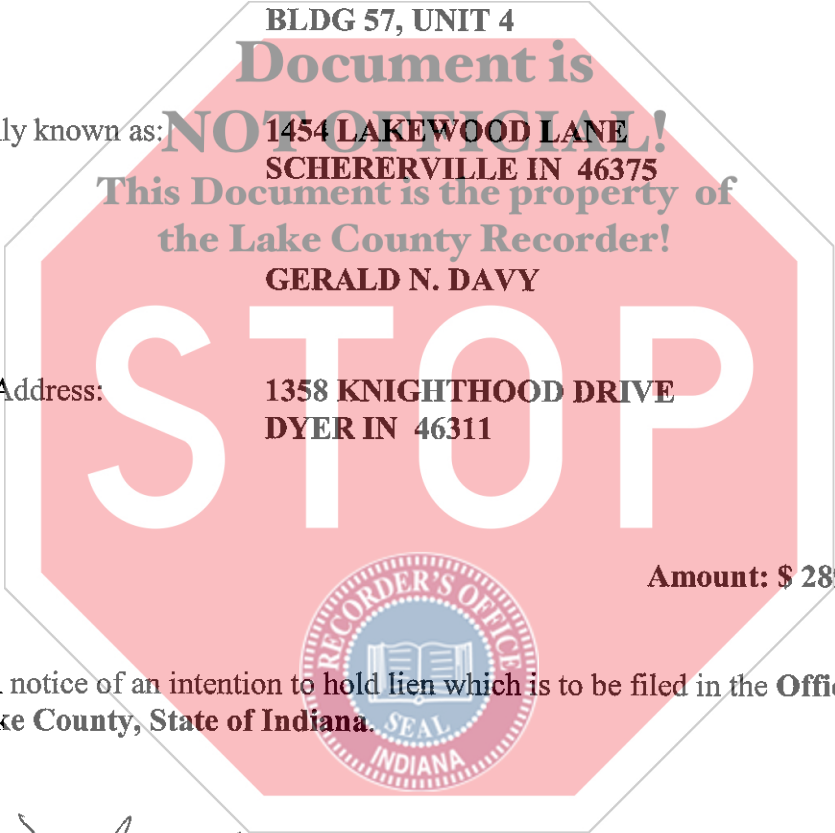 BLDG 57, UNIT 4
Document is
NOT OFFICIAL!
ly known as: 1454 LAKEWOOD LANE
SCHERERVILLE IN 46375
This Document is the property of
the Lake County Recorder!
GERALD N. DAVY
Address: 1358 KNIGHTHOOD DRIVE
DYER IN 46311
STOP
Amount: $ 28
RECORDER'S OFFICE
notice of an intention to hold lien which is to be filed in the Offi
ke County, State of Indiana.
SEAL
INDIANA